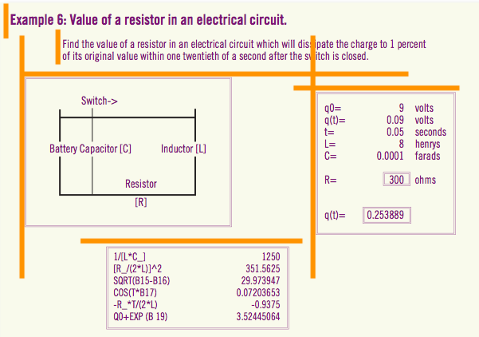 Example 6: Value of a resistor in an electrical circuit.
Find the value of a resistor in an electrical circuit which will dissipate the charge to 1 percent
of its original value within one twentieth of a second after the switch is closed.
Switch->
Battery Capacitor [C] Inductor [L]
Resistor
[R]
q0= 9 volts
q(t)= 0.09 volts
t= 0.05 seconds
L= 8 henrys
C= 0.0001 farads
R= 300 ohms
q(t)= 0.253889
1/[L*C_] 1250
[R_/(2*L)]^2 351.5625
SQRT(B15-B16) 29.973947
COS(T*B17) 0.07203653
-R_*T/(2*L) -0.9375
Q0+EXP (B 19) 3.52445064